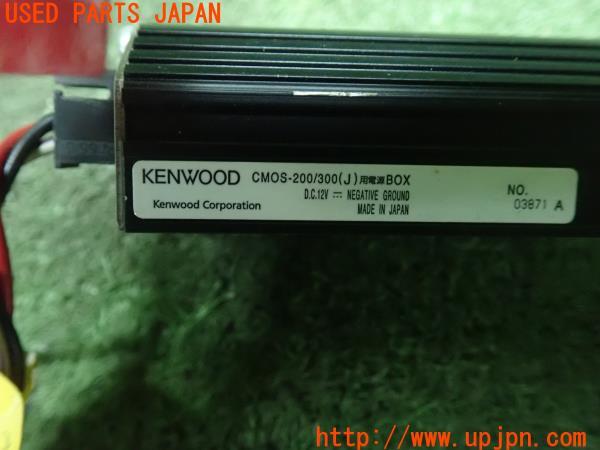 USED PARTS JAPAN
KENWOOD CMOS-200/300(J)用電源BOX
D.C.12V ⎓ NEGATIVE GROUND
MADE IN JAPAN
Kenwood Corporation
NO.
03871 A
http://www.upjpn.com/